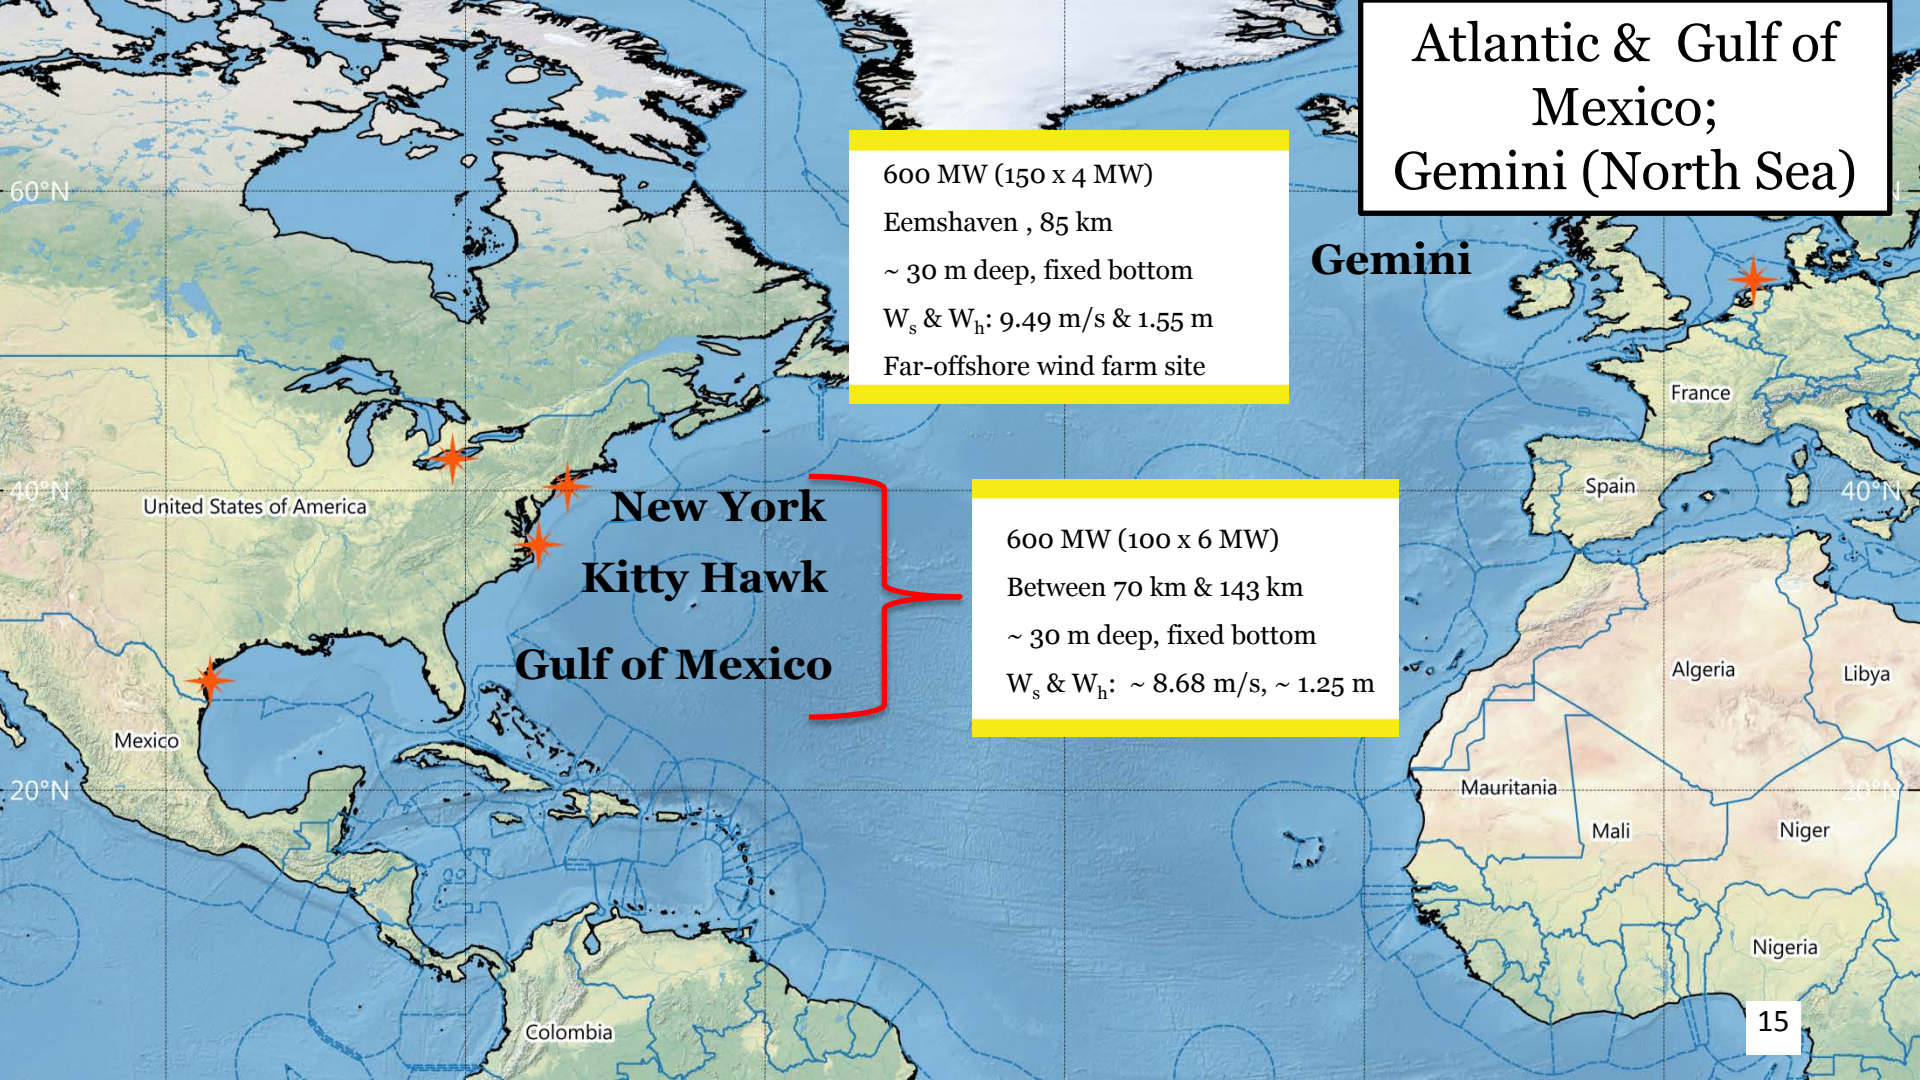 Atlantic & Gulf of
Mexico;
Gemini (North Sea)
60°N
600 MW (150 x 4 MW)
Eemshaven , 85 km
~ 30 m deep, fixed bottom
Ws & Wh: 9.49 m/s & 1.55 m
Far-offshore wind farm site
Gemini
France
40°N
United States of America
Spain
40°N
New York
Kitty Hawk
Gulf of Mexico
600 MW (100 x 6 MW)
Between 70 km & 143 km
~ 30 m deep, fixed bottom
Ws & Wh: ~ 8.68 m/s, ~ 1.25 m
Algeria
Libya
Mexico
20°N
Mauritania
20°N
Mali
Niger
Nigeria
Colombia
15